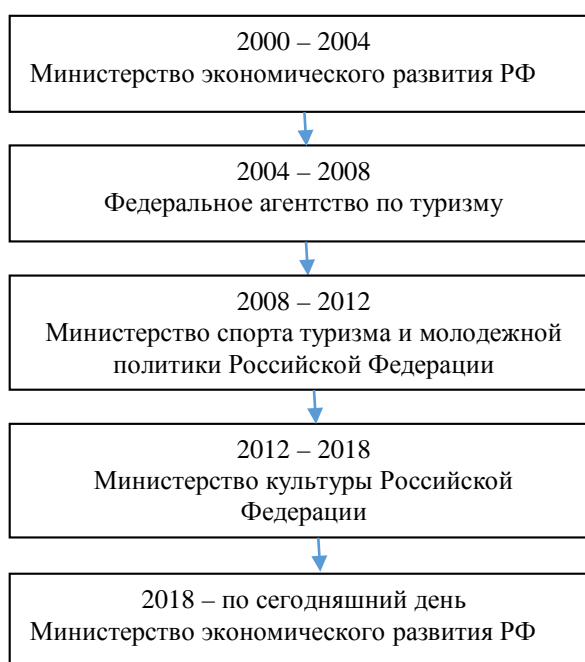 2000 – 2004
Министерство экономического развития РФ
2004 – 2008
Федеральное агентство по туризму
2008 – 2012
Министерство спорта туризма и молодежной
политики Российской Федерации
2012 – 2018
Министерство культуры Российской
Федерации
2018 – по сегодняшний день
Министерство экономического развития РФ